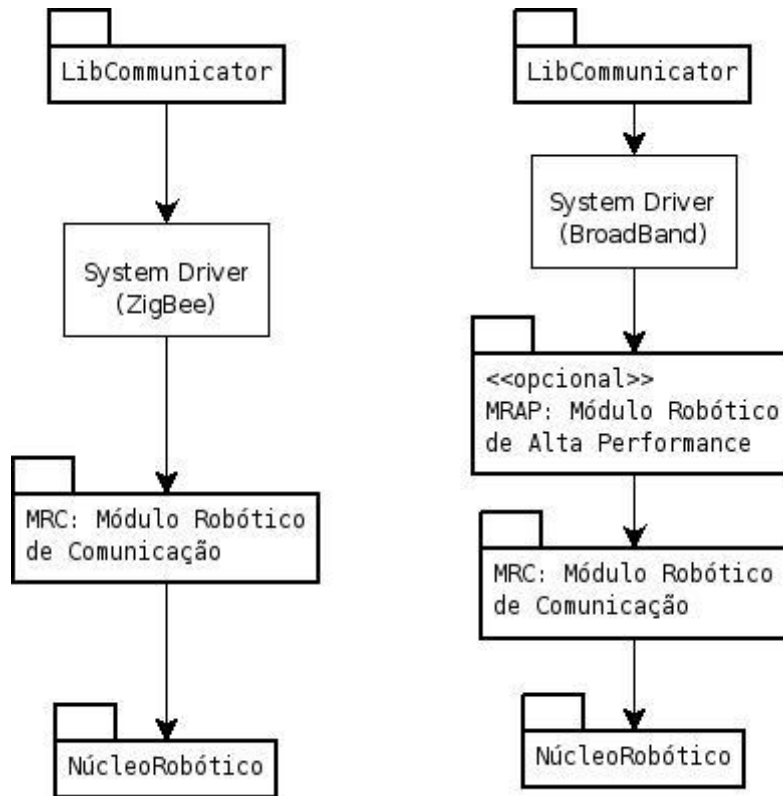 LibCommunicator
System Driver
(ZigBee)
MRC: Módulo Robótico
de Comunicação
NúcleoRobótico
LibCommunicator
System Driver
(BroadBand)
<<opcional>>
MRAP: Módulo Robótico
de Alta Performance
MRC: Módulo Robótico
de Comunicação
NúcleoRobótico